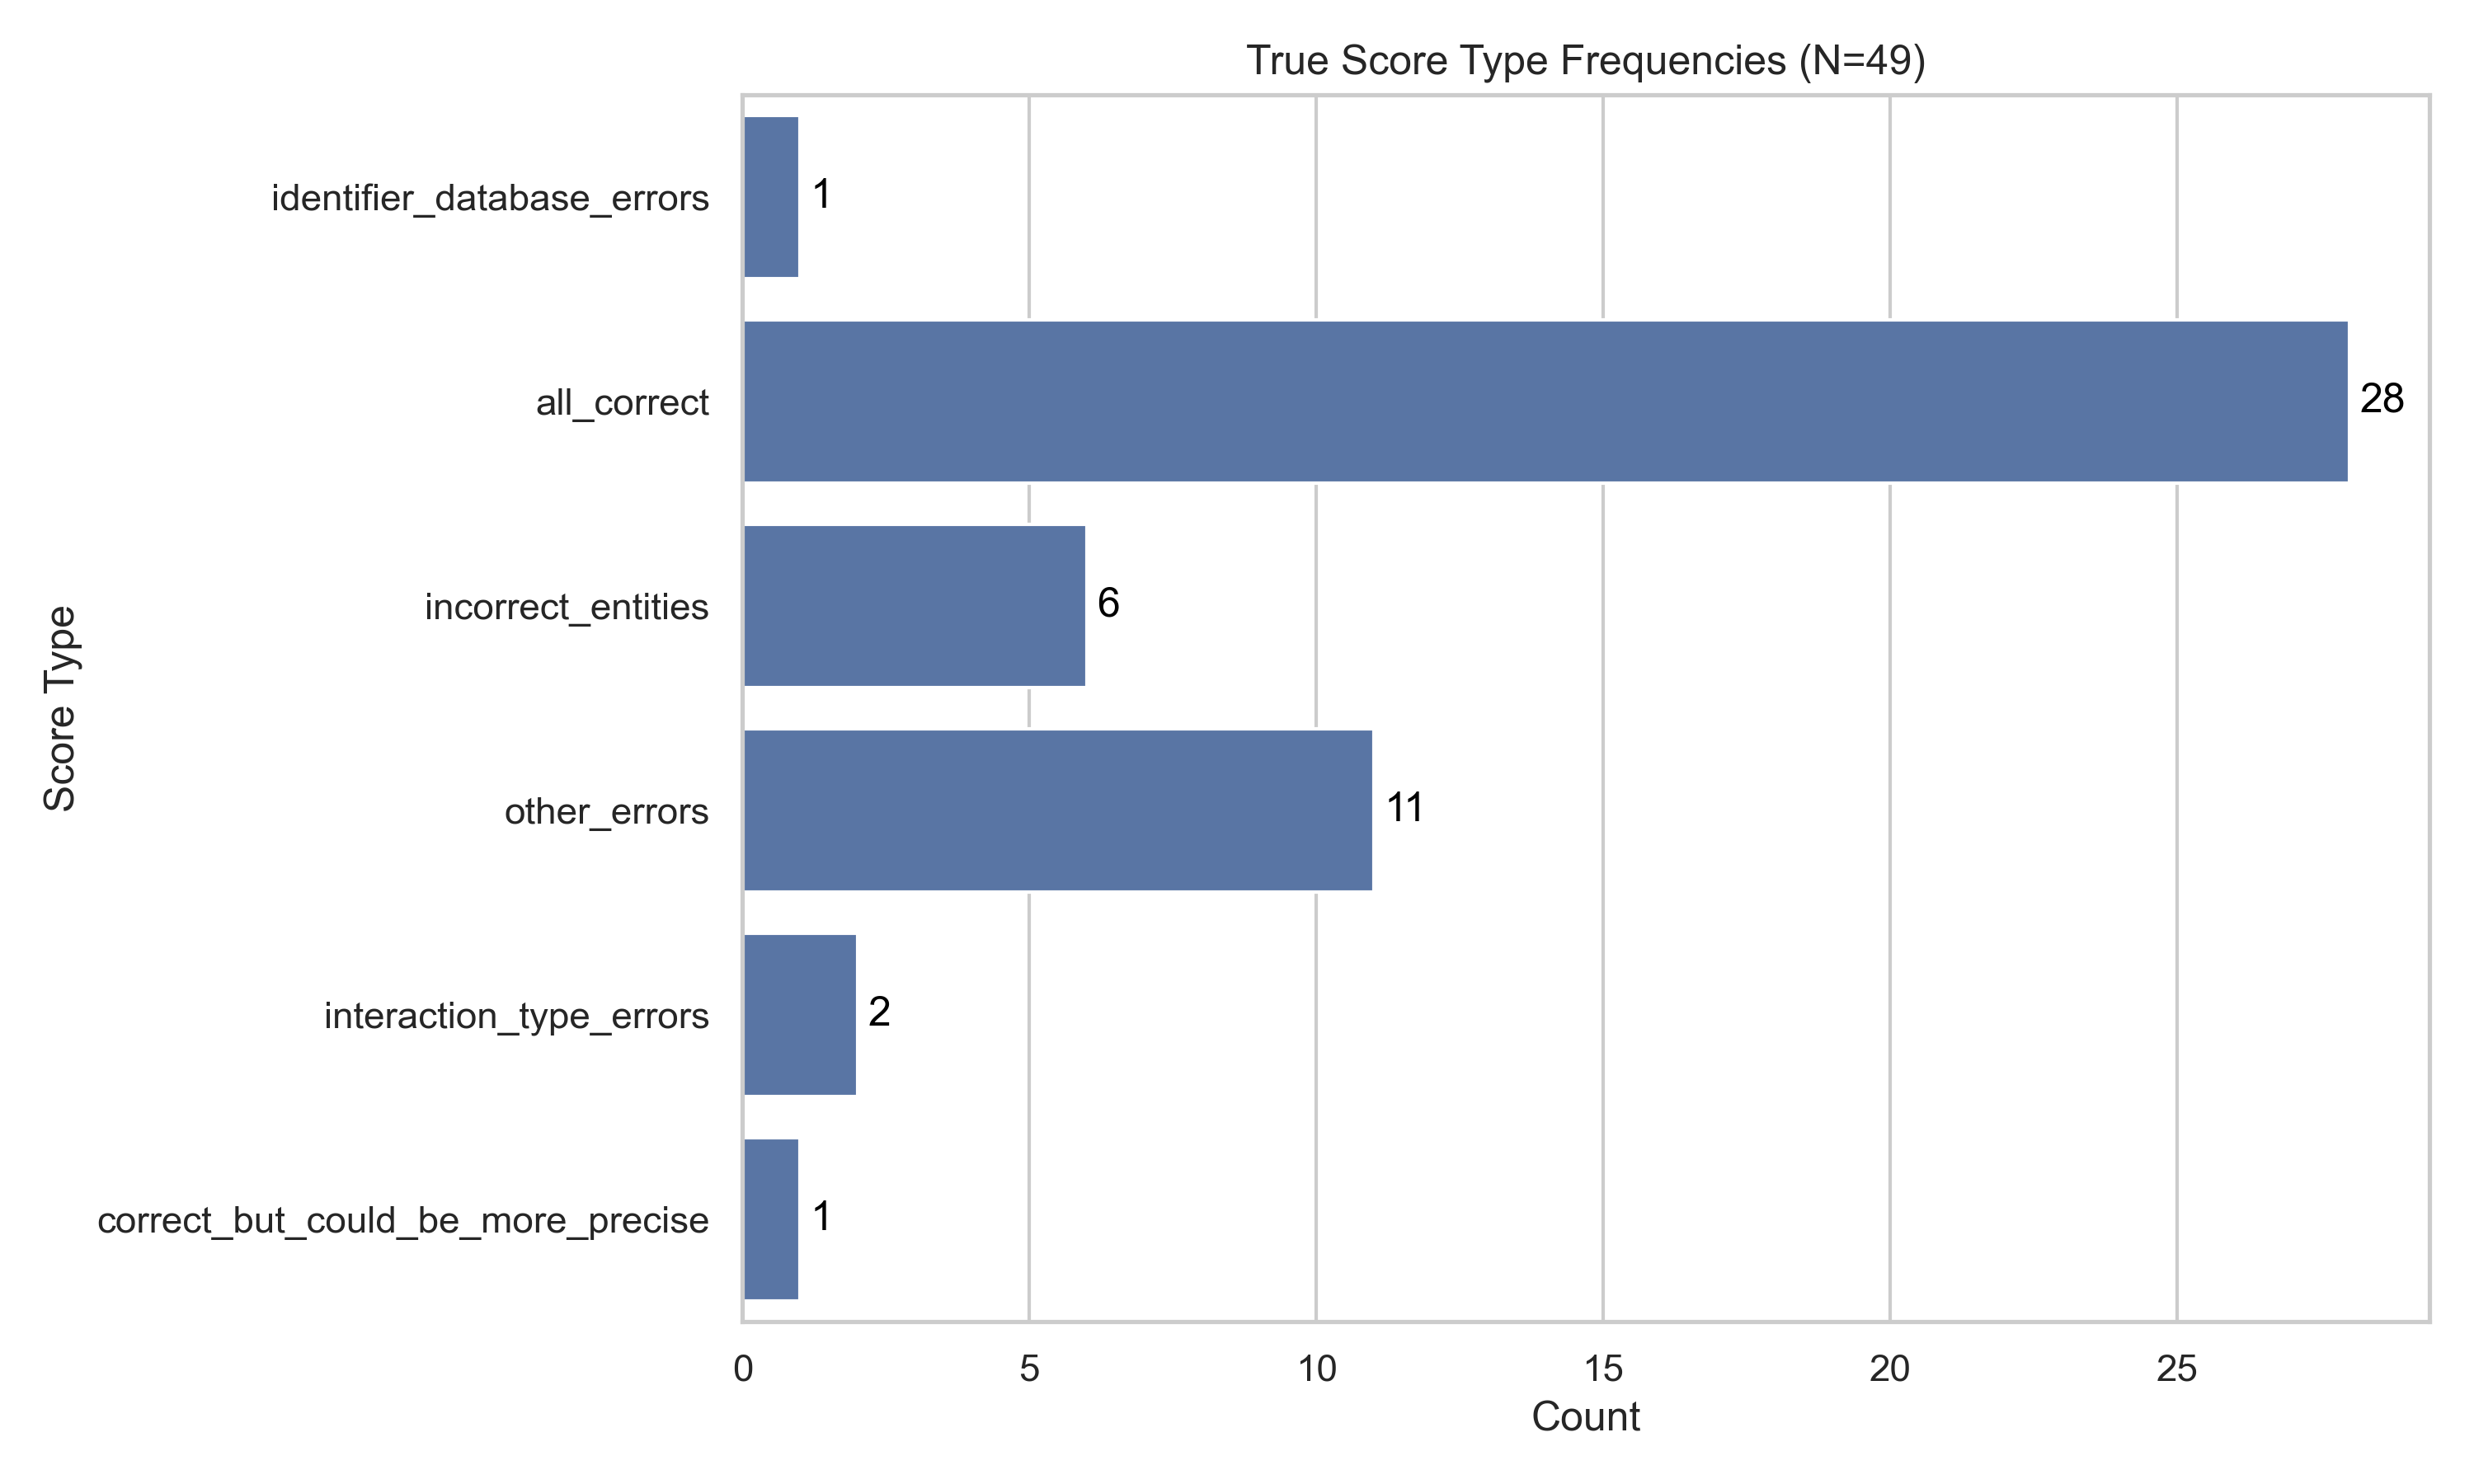 True Score Type Frequencies (N=49)
identifier_database_errors
1
all_correct
28
incorrect_entities
6
Score Type
other_errors
11
interaction_type_errors
2
correct_but_could_be_more_precise
1
0 5 10 15 20 25
Count